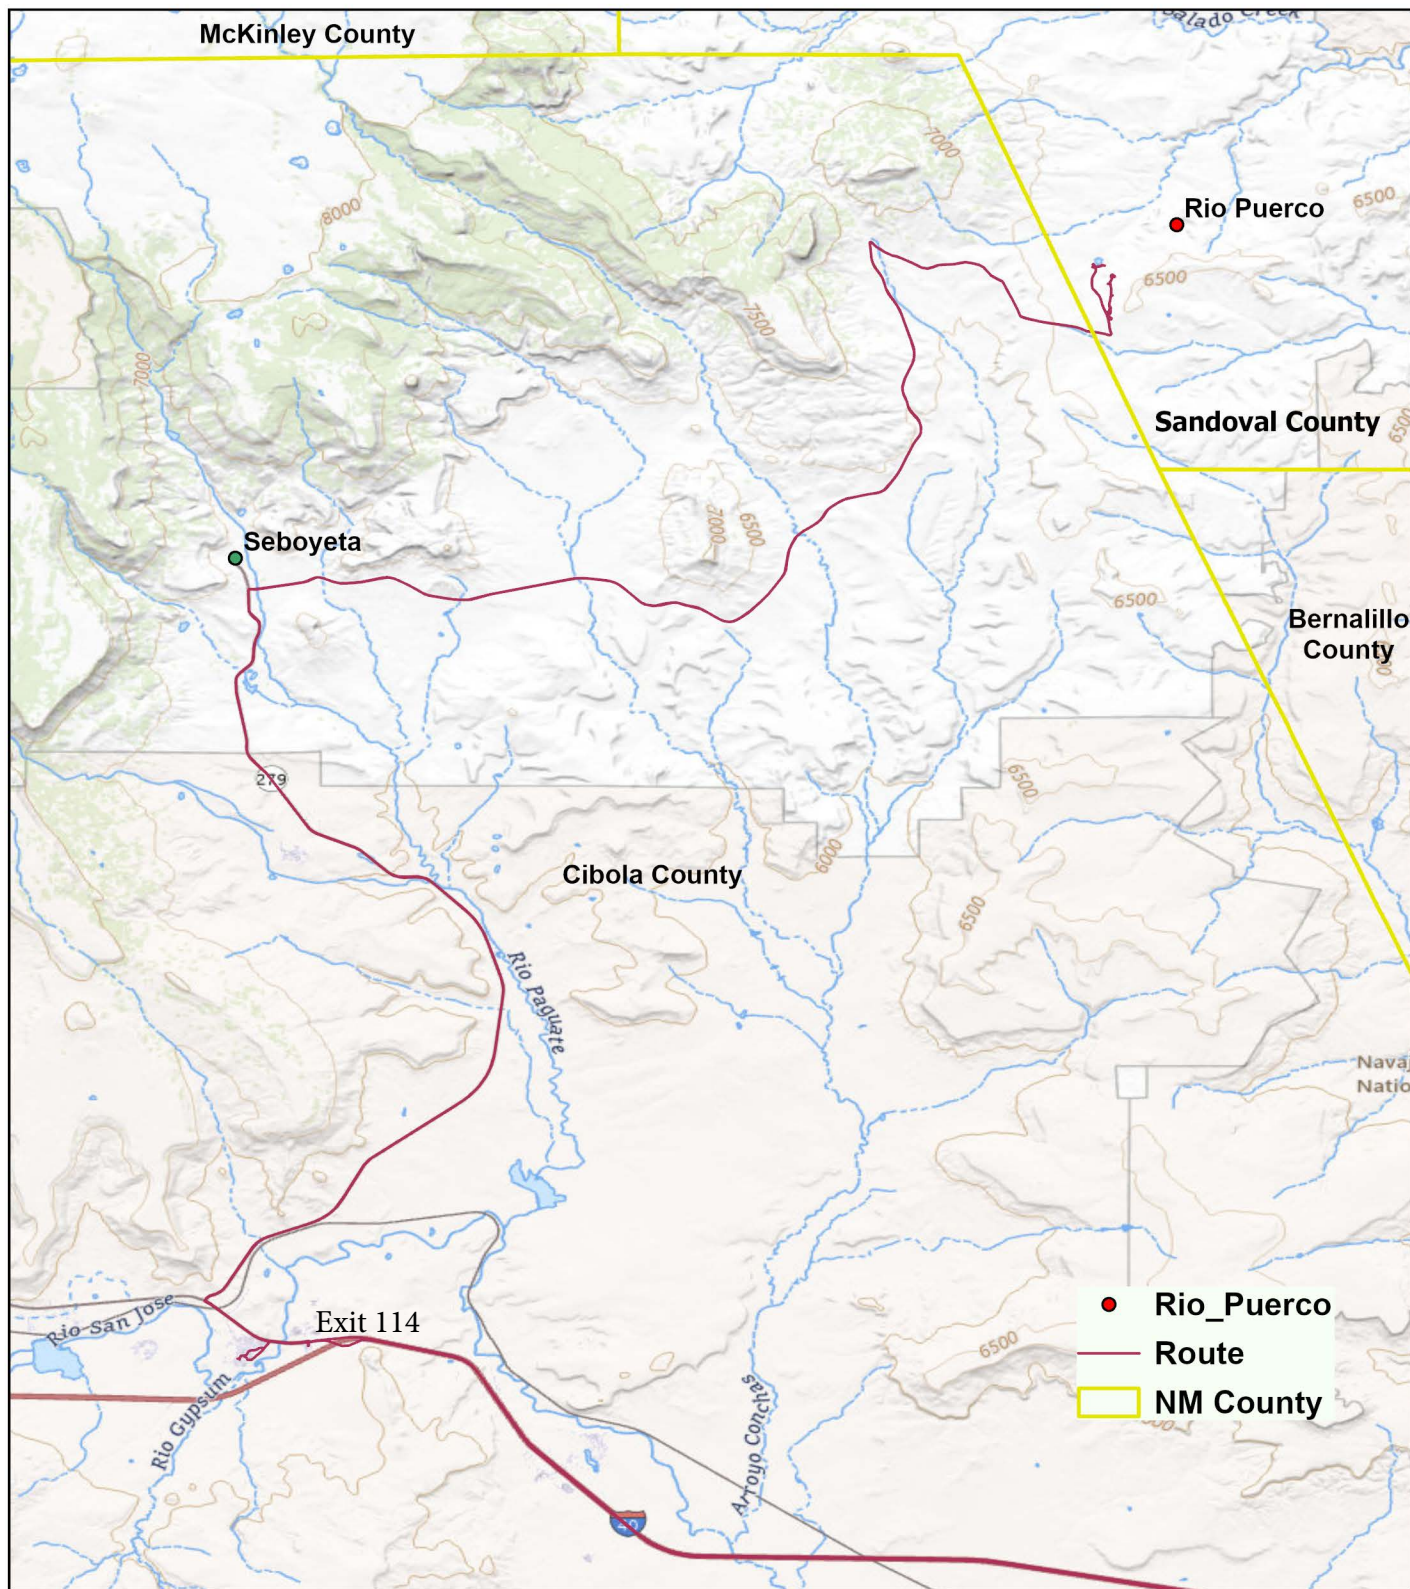 McKinley County
Salado Creek
7000
Rio Puerco
6500
8000
6500
7500
7000
Sandoval County
6500
7000
6500
Seboyeta
6500
Bernalillo
County
279
6500
6000
Cibola County
6500
Rio Paguate
Navaj
Natio
Rio San Jose
Exit 114
Rio_Puerco
Route
NM County
6500
Rio Gypsum
Arroyo Conchas
40